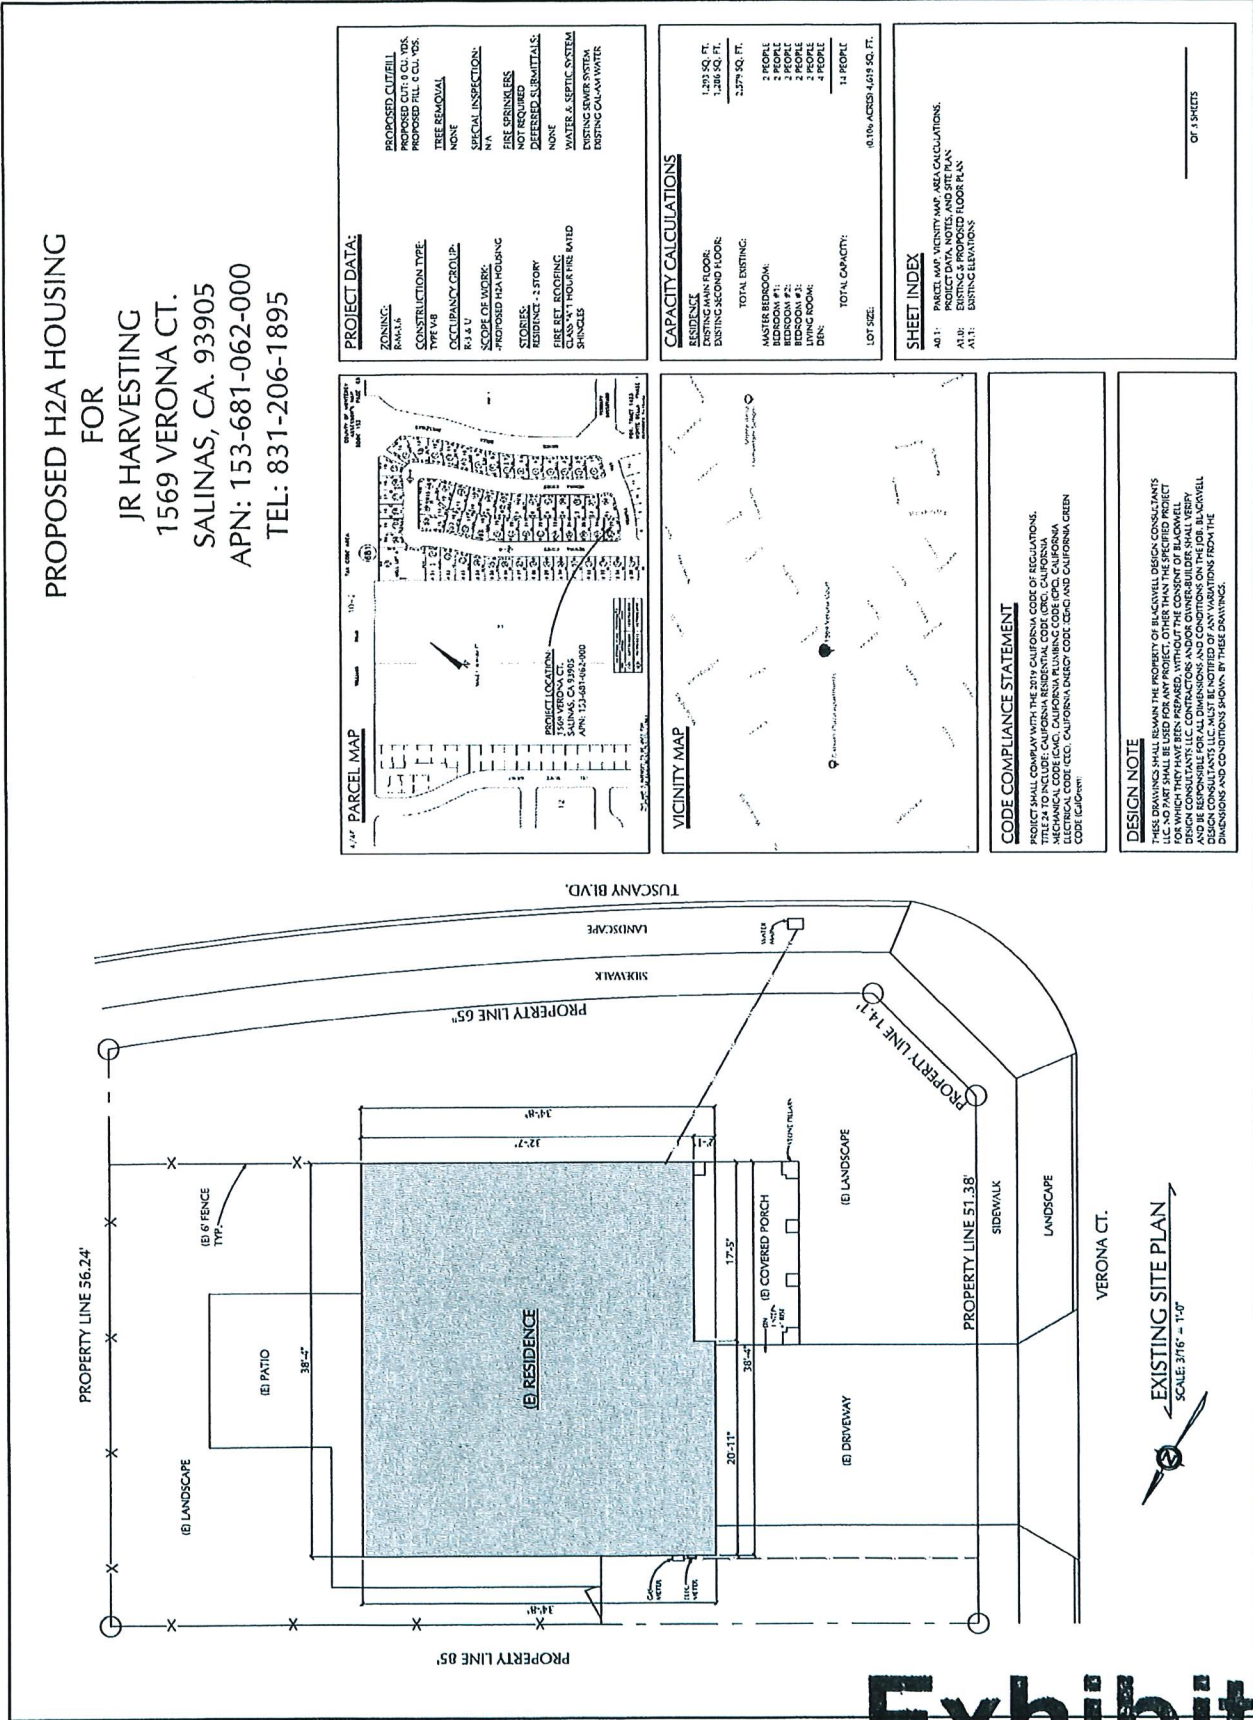 PROPOSED H2A HOUSING
FOR
JR HARVESTING
1569 VERONA CT.
SALINAS, CA. 93905
APN: 153-681-062-000
TEL: 831-206-1895
PARCEL MAP
PROJECT LOCATION:
1569 VERONA CT.
SALINAS, CA 93905
APN: 153-681-062-000
PROJECT DATA:
ZONING:
R-M-3.6
CONSTRUCTION TYPE:
TYPE V-B
OCCUPANCY GROUP:
R-3 & U
SCOPE OF WORK:
-PROPOSED H2A HOUSING
STORIES:
RESIDENCE - 2 STORY
FIRE RET. ROOFING
CLASS "A" 1 HOUR FIRE RATED
SHINGLES
PROPOSED CUT/FILL
PROPOSED CUT: 0 CU. YDS.
PROPOSED FILL: 0 CU. YDS.
TREE REMOVAL
NONE
SPECIAL INSPECTION:
N/A
FIRE SPRINKLERS
NOT REQUIRED
DEFERRED SUBMITTALS:
NONE
WATER & SEPTIC SYSTEM
EXISTING SEWER SYSTEM
EXISTING CAL-AM WATER
VICINITY MAP
1569 Verona Court
CAPACITY CALCULATIONS
RESIDENCE
EXISTING MAIN FLOOR: 1,293 SQ. FT.
EXISTING SECOND FLOOR: 1,286 SQ. FT.
TOTAL EXISTING: 2,579 SQ. FT.
MASTER BEDROOM: 2 PEOPLE
BEDROOM #1: 2 PEOPLE
BEDROOM #2: 2 PEOPLE
BEDROOM #3: 2 PEOPLE
LIVING ROOM: 2 PEOPLE
DEN: 4 PEOPLE
TOTAL CAPACITY: 14 PEOPLE
LOT SIZE: (0.106 ACRES) 4,619 SQ. FT.
CODE COMPLIANCE STATEMENT
PROJECT SHALL COMPLAY WITH THE 2019 CALIFORNIA CODE OF REGULATIONS,
TITLE 24 TO INCLUDE: CALIFORNIA RESIDENTIAL CODE (CRC), CALIFORNIA
MECHANICAL CODE (CMC), CALIFORNIA PLUMBING CODE (CPC), CALIFORNIA
ELECTRICAL CODE (CEC), CALIFORNIA ENERGY CODE (CEnC) AND CALIFORNIA GREEN
CODE (CalGreen)
SHEET INDEX
A0.1: PARCEL MAP, VICINITY MAP, AREA CALCULATIONS,
PROJECT DATA, NOTES, AND SITE PLAN
A1.0: EXISTING & PROPOSED FLOOR PLAN
A1.1: EXISTING ELEVATIONS
OF 3 SHEETS
DESIGN NOTE
THESE DRAWINGS SHALL REMAIN THE PROPERTY OF BLACKWELL DESIGN CONSULTANTS
LLC. NO PART SHALL BE USED FOR ANY PROJECT, OTHER THAN THE SPECIFIED PROJECT
FOR WHICH THEY HAVE BEEN PREPARED, WITHOUT THE CONSENT OF BLACKWELL
DESIGN CONSULTANTS LLC. CONTRACTORS AND/OR OWNER-BUILDER SHALL VERIFY
AND BE RESPONSIBLE FOR ALL DIMENSIONS AND CONDITIONS ON THE JOB. BLACKWELL
DESIGN CONSULTANTS LLC. MUST BE NOTIFIED OF ANY VARIATIONS FROM THE
DIMENSIONS AND CONDITIONS SHOWN BY THESE DRAWINGS.
PROPERTY LINE 56.24'
(E) 6' FENCE
TYP.
(E) LANDSCAPE
(E) PATIO
38'-4"
(E) RESIDENCE
34'-8"
32'-7"
2'-1"
34'-8"
20'-11"
17'-5"
38'-4"
GAS
METER
ELEC.
METER
(E) COVERED PORCH
STONE PILLARS
(E) DRIVEWAY
(E) LANDSCAPE
PROPERTY LINE 85'
PROPERTY LINE 65"
PROPERTY LINE 14.1'
PROPERTY LINE 51.38'
SIDEWALK
LANDSCAPE
WATER
TUSCANY BLVD.
SIDEWALK
LANDSCAPE
VERONA CT.
N
EXISTING SITE PLAN
SCALE: 3/16" = 1'-0"
Exhibit